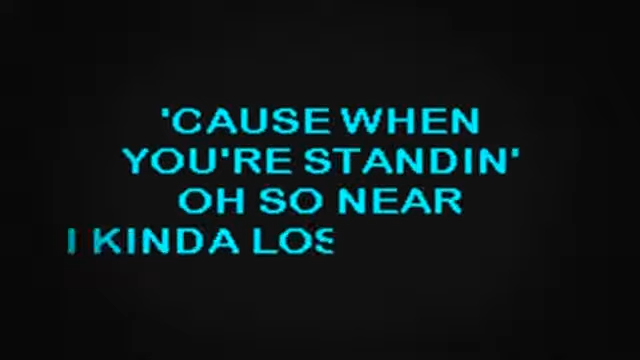 'CAUSE WHEN
YOU'RE STANDIN'
OH SO NEAR
I KINDA LOS